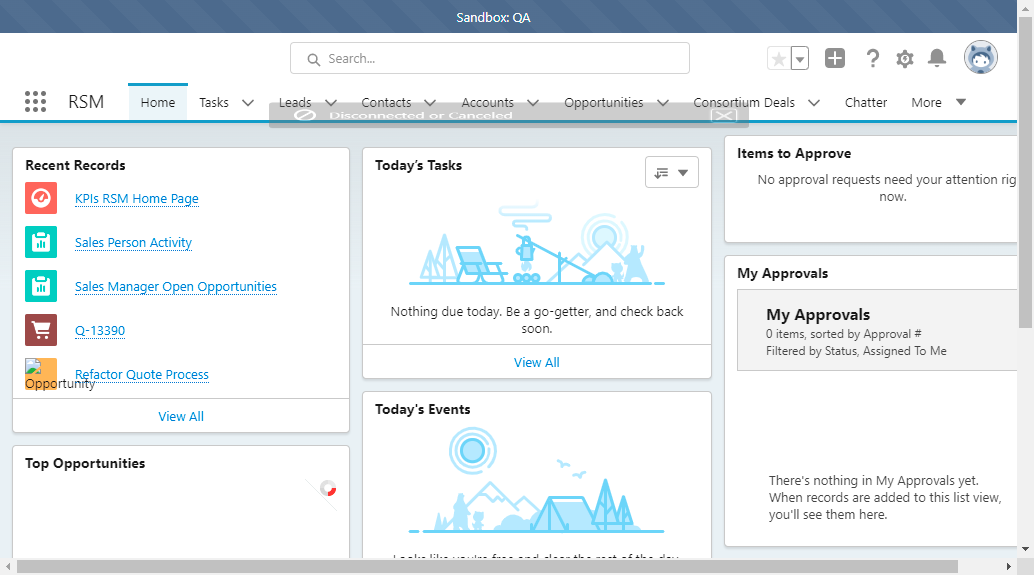 Sandbox: QA
Search...
RSM
Home
Tasks
Leads
Contacts
Accounts
Opportunities
Consortium Deals
Chatter
More
Disconnected or Canceled
Recent Records
KPIs RSM Home Page
Sales Person Activity
Sales Manager Open Opportunities
Q-13390
Opportunity
Refactor Quote Process
View All
Top Opportunities
Today's Tasks
Nothing due today. Be a go-getter, and check back
soon.
View All
Today's Events
Looks like you're free and clear the rest of the day.
Items to Approve
No approval requests need your attention rig
now.
My Approvals
My Approvals
0 items, sorted by Approval #
Filtered by Status, Assigned To Me
There's nothing in My Approvals yet.
When records are added to this list view,
you'll see them here.